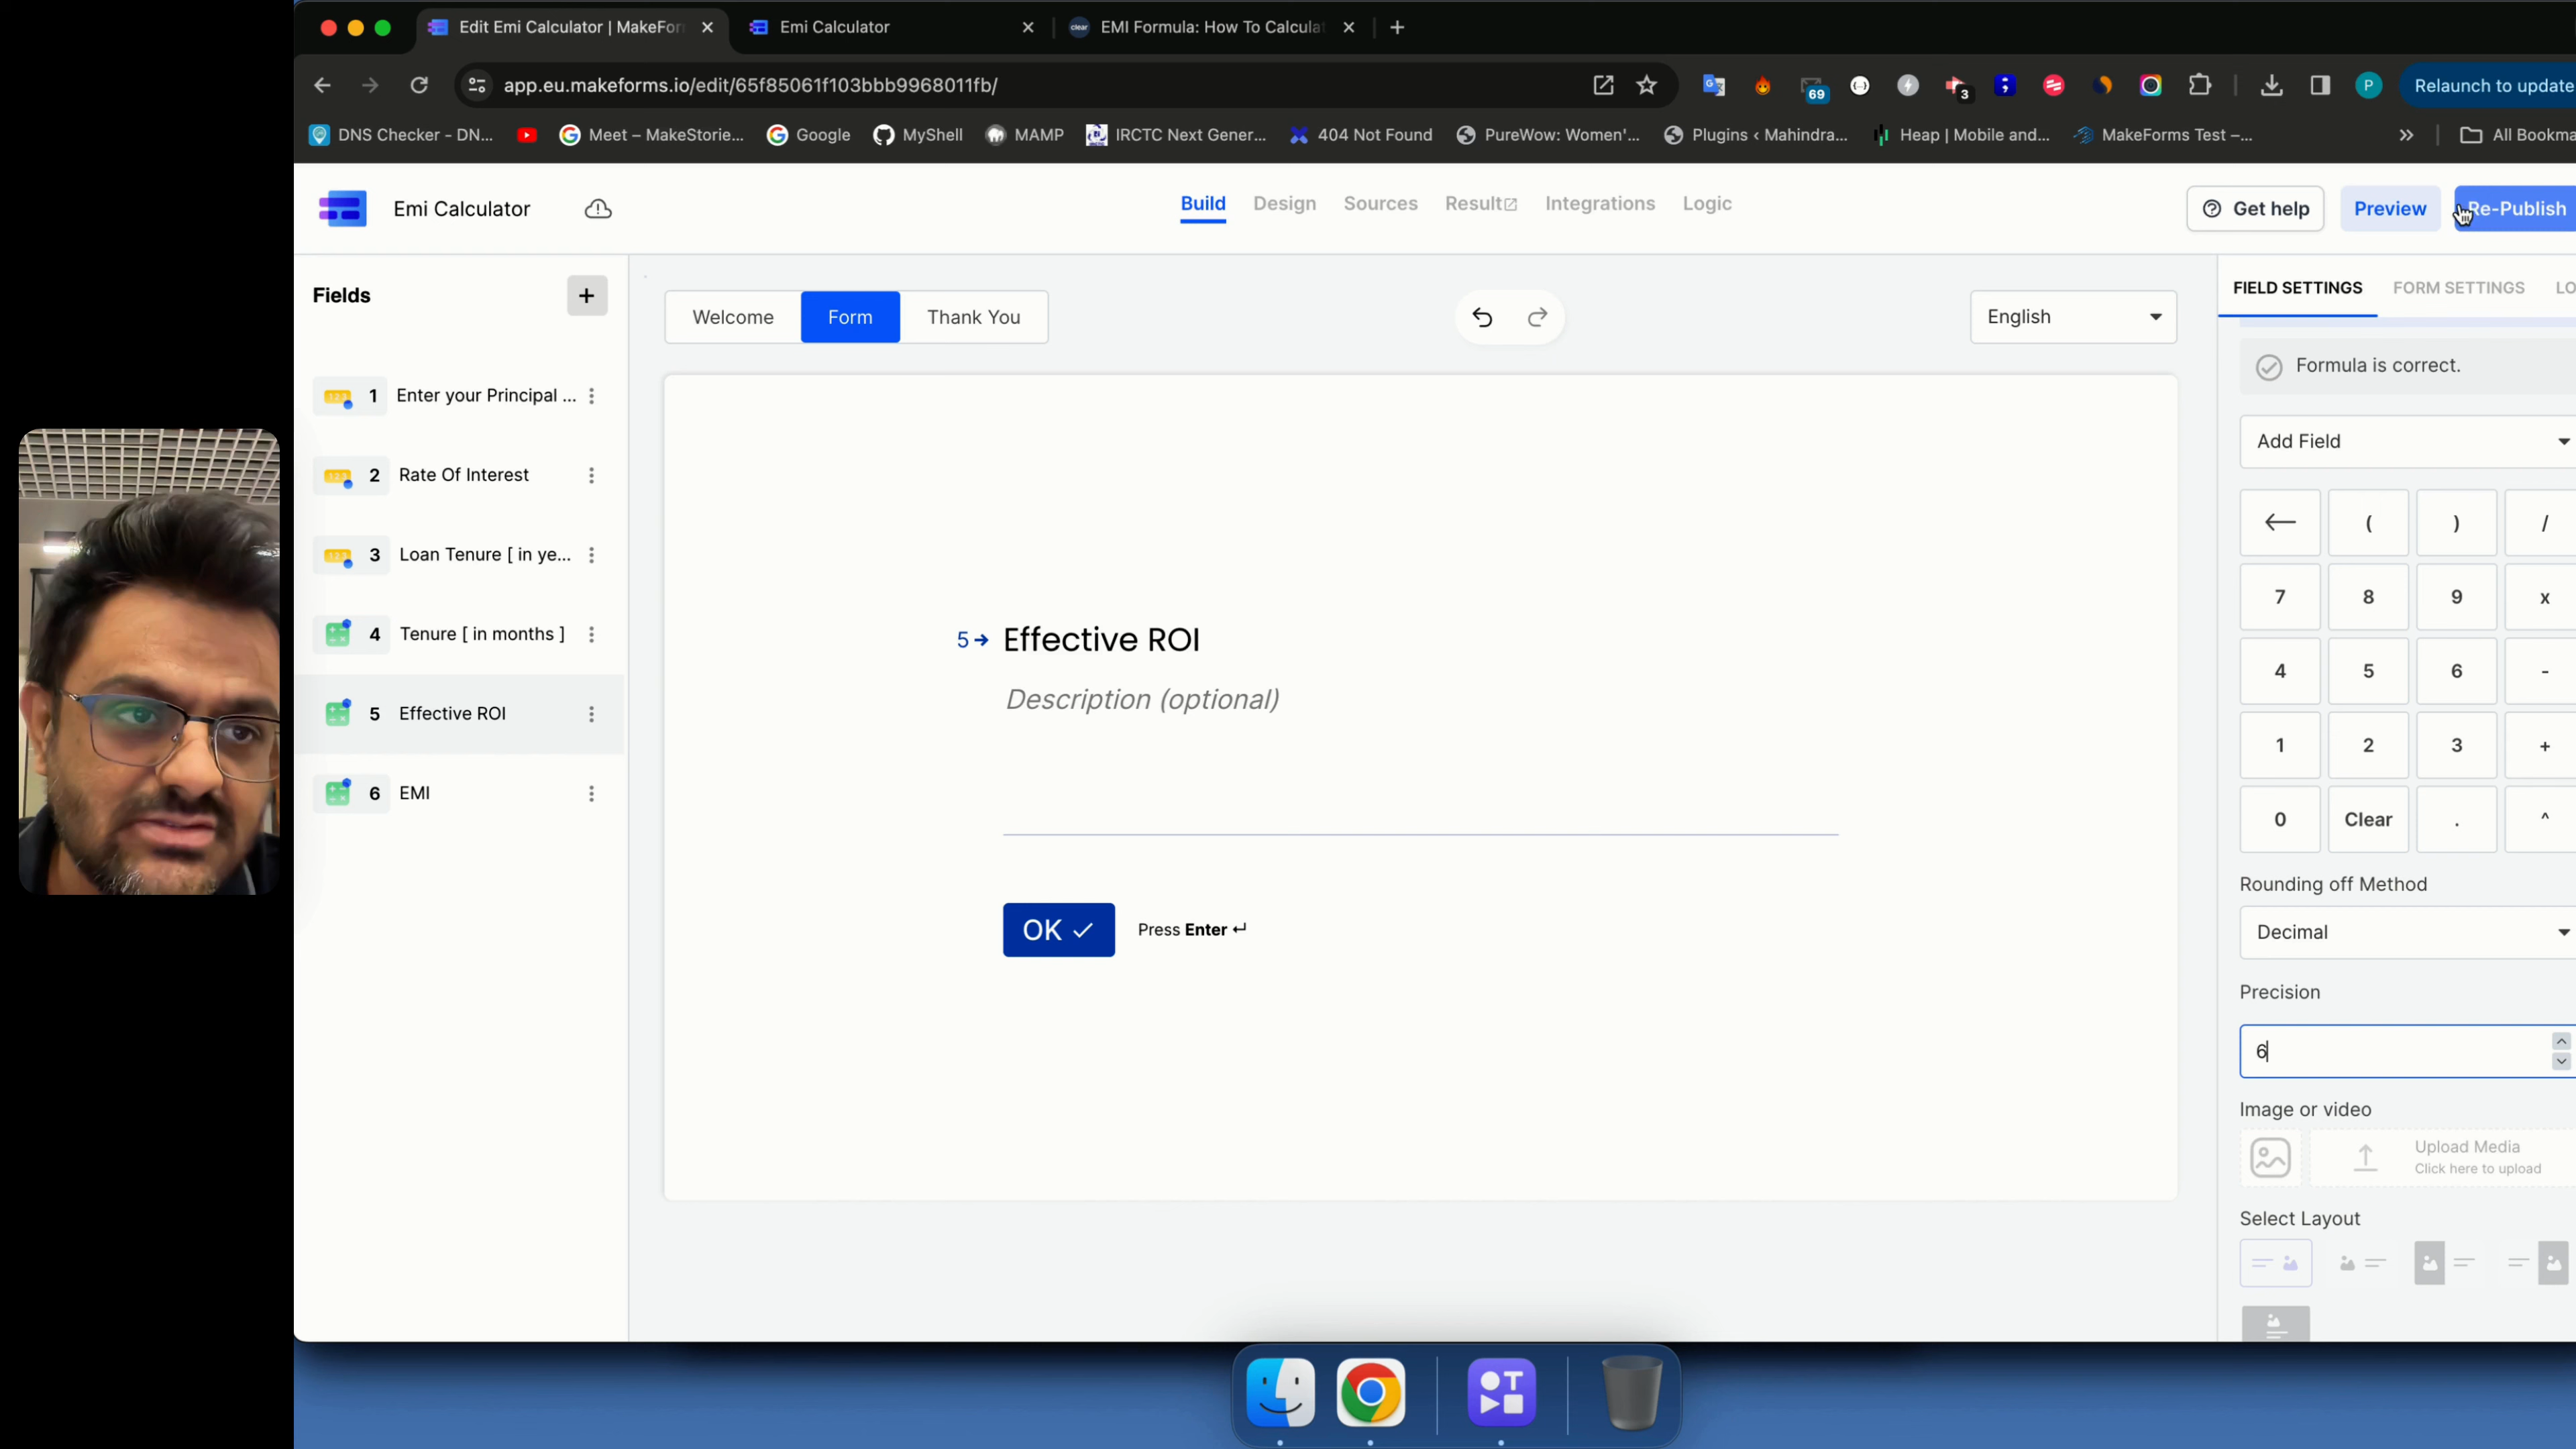 Edit Emi Calculator | MakeFor
Emi Calculator
clear
EMI Formula: How To Calcula
app.eu.makeforms.io/edit/65f85061f103bbb9968011fb/
69
3
P
Relaunch to update
DNS Checker - DN...
Meet – MakeStorie...
Google
MyShell
MAMP
IRCTC Next Gener...
404 Not Found
PureWow: Women'...
Plugins ‹ Mahindra...
Heap | Mobile and...
MakeForms Test –...
»
All Bookma
Emi Calculator
Build
Design
Sources
Result
Integrations
Logic
Get help
Preview
Re-Publish
Fields
+
Welcome
Form
Thank You
English
FIELD SETTINGS
FORM SETTINGS
LO
Formula is correct.
Add Field
1 Enter your Principal ...
2 Rate Of Interest
3 Loan Tenure [ in ye...
4 Tenure [ in months ]
5 Effective ROI
6 EMI
5 → Effective ROI
Description (optional)
OK ✓
Press Enter ↵
← ( ) /
7 8 9 x
4 5 6 -
1 2 3 +
0 Clear . ^
Rounding off Method
Decimal
Precision
6
Image or video
Upload Media
Click here to upload
Select Layout